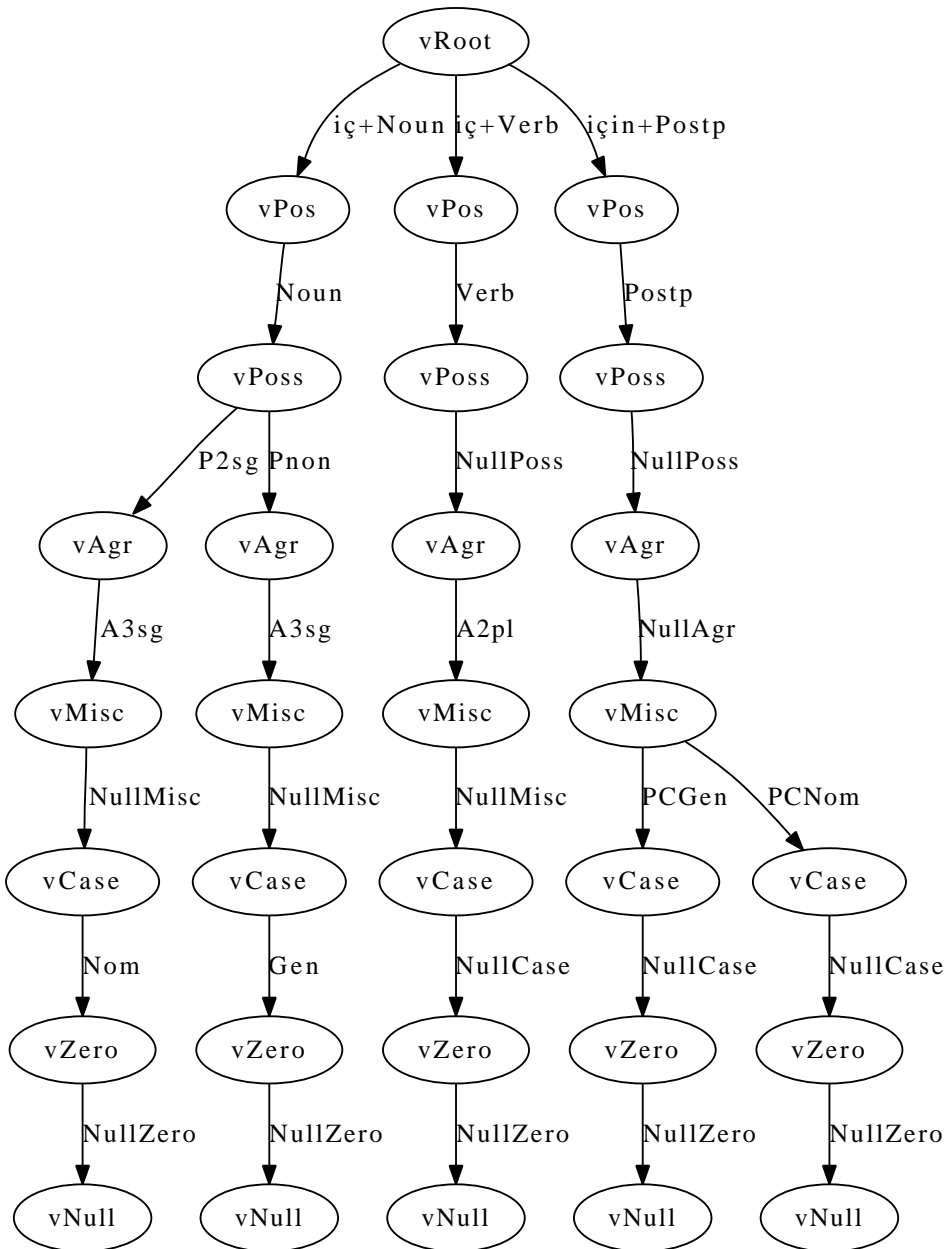 vRoot
iç+Noun iç+Verb için+Postp
vPos vPos vPos
Noun Verb Postp
vPoss vPoss vPoss
P2sg Pnon NullPoss NullPoss
vAgr vAgr vAgr vAgr
A3sg A3sg A2pl NullAgr
vMisc vMisc vMisc vMisc
NullMisc NullMisc NullMisc PCGen PCNom
vCase vCase vCase vCase vCase
Nom Gen NullCase NullCase NullCase
vZero vZero vZero vZero vZero
NullZero NullZero NullZero NullZero NullZero
vNull vNull vNull vNull vNull